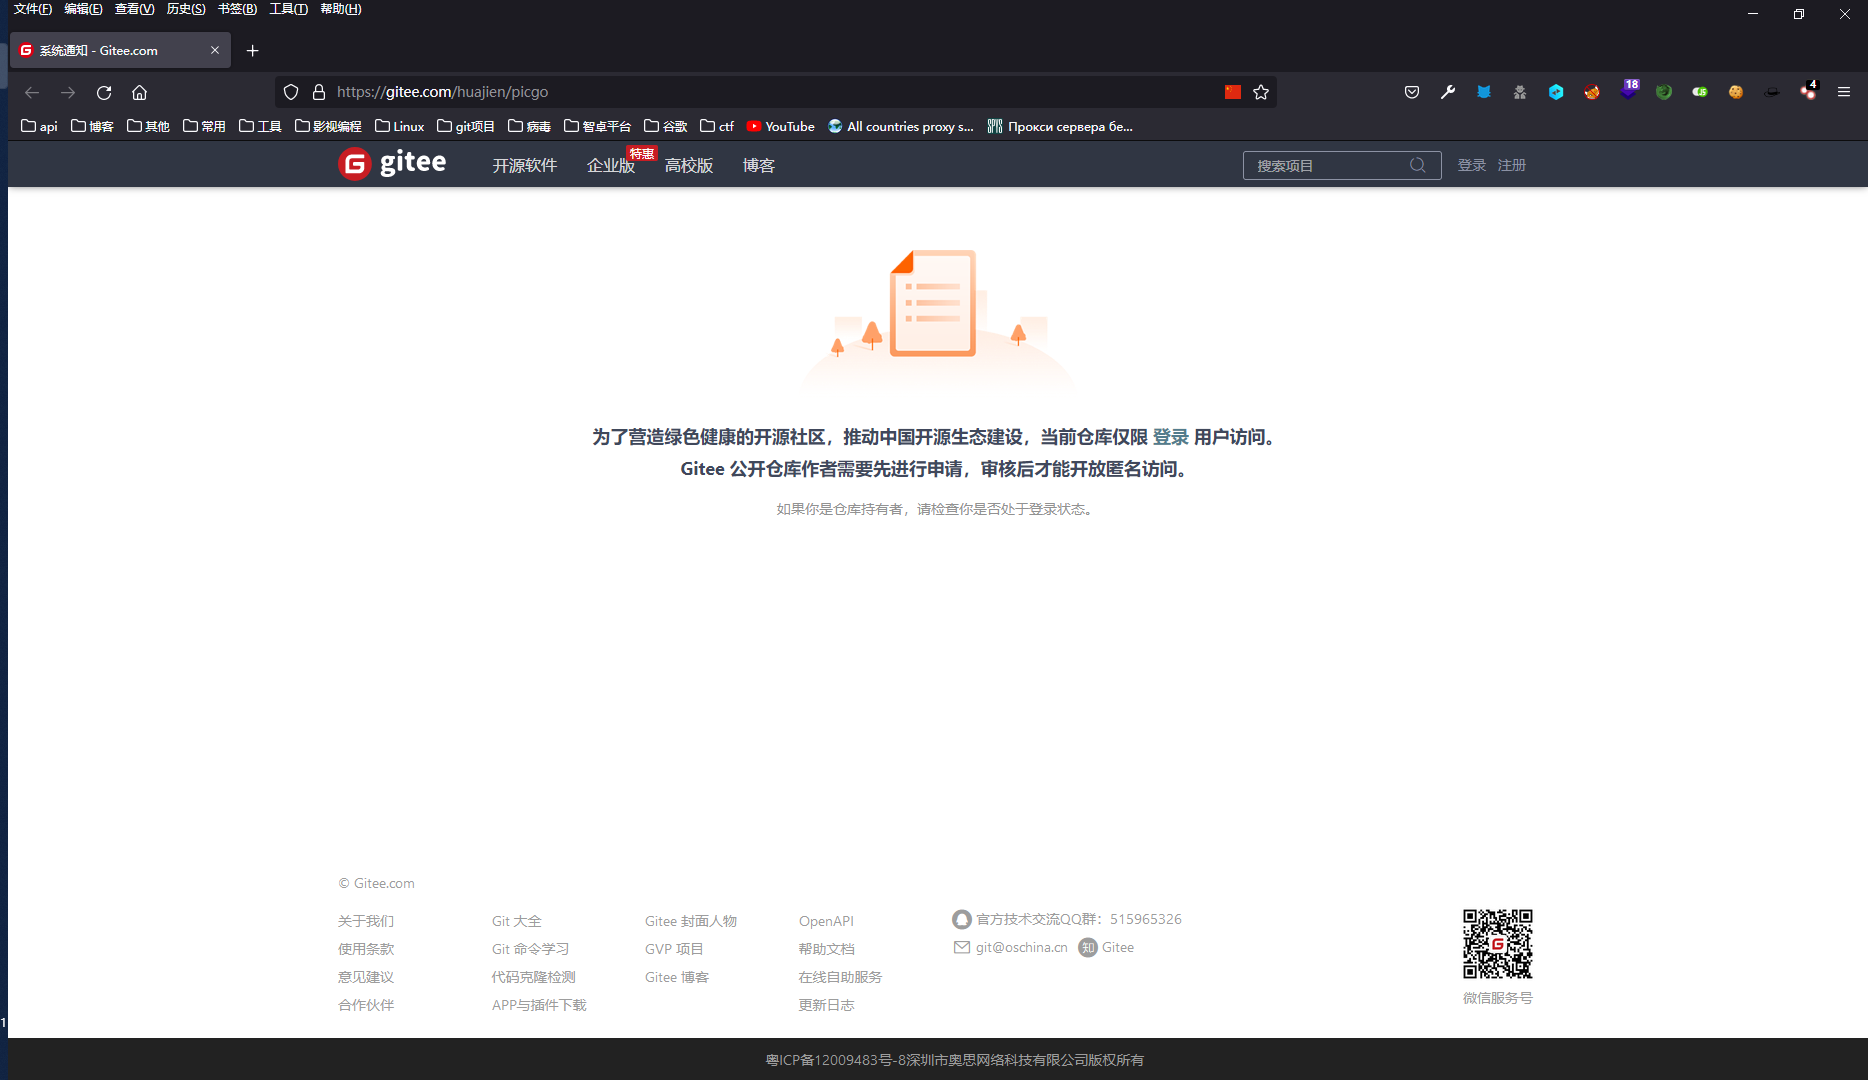 文件(F) 编辑(E) 查看(V) 历史(S) 书签(B) 工具(T) 帮助(H)
系统通知 - Gitee.com
https://gitee.com/huajien/picgo
18
4
api 博客 其他 常用 工具 影视编程 Linux git项目 病毒 智卓平台 谷歌 ctf YouTube All countries proxy s... Прокси сервера бе...
gitee 开源软件 企业版 特惠 高校版 博客 搜索项目 登录 注册
为了营造绿色健康的开源社区，推动中国开源生态建设，当前仓库仅限 登录 用户访问。
Gitee 公开仓库作者需要先进行申请，审核后才能开放匿名访问。
如果你是仓库持有者，请检查你是否处于登录状态。
© Gitee.com
关于我们
使用条款
意见建议
合作伙伴
Git 大全
Git 命令学习
代码克隆检测
APP与插件下载
Gitee 封面人物
GVP 项目
Gitee 博客
OpenAPI
帮助文档
在线自助服务
更新日志
官方技术交流QQ群：515965326
git@oschina.cn 知 Gitee
微信服务号
1
粤ICP备12009483号-8深圳市奥思网络科技有限公司版权所有